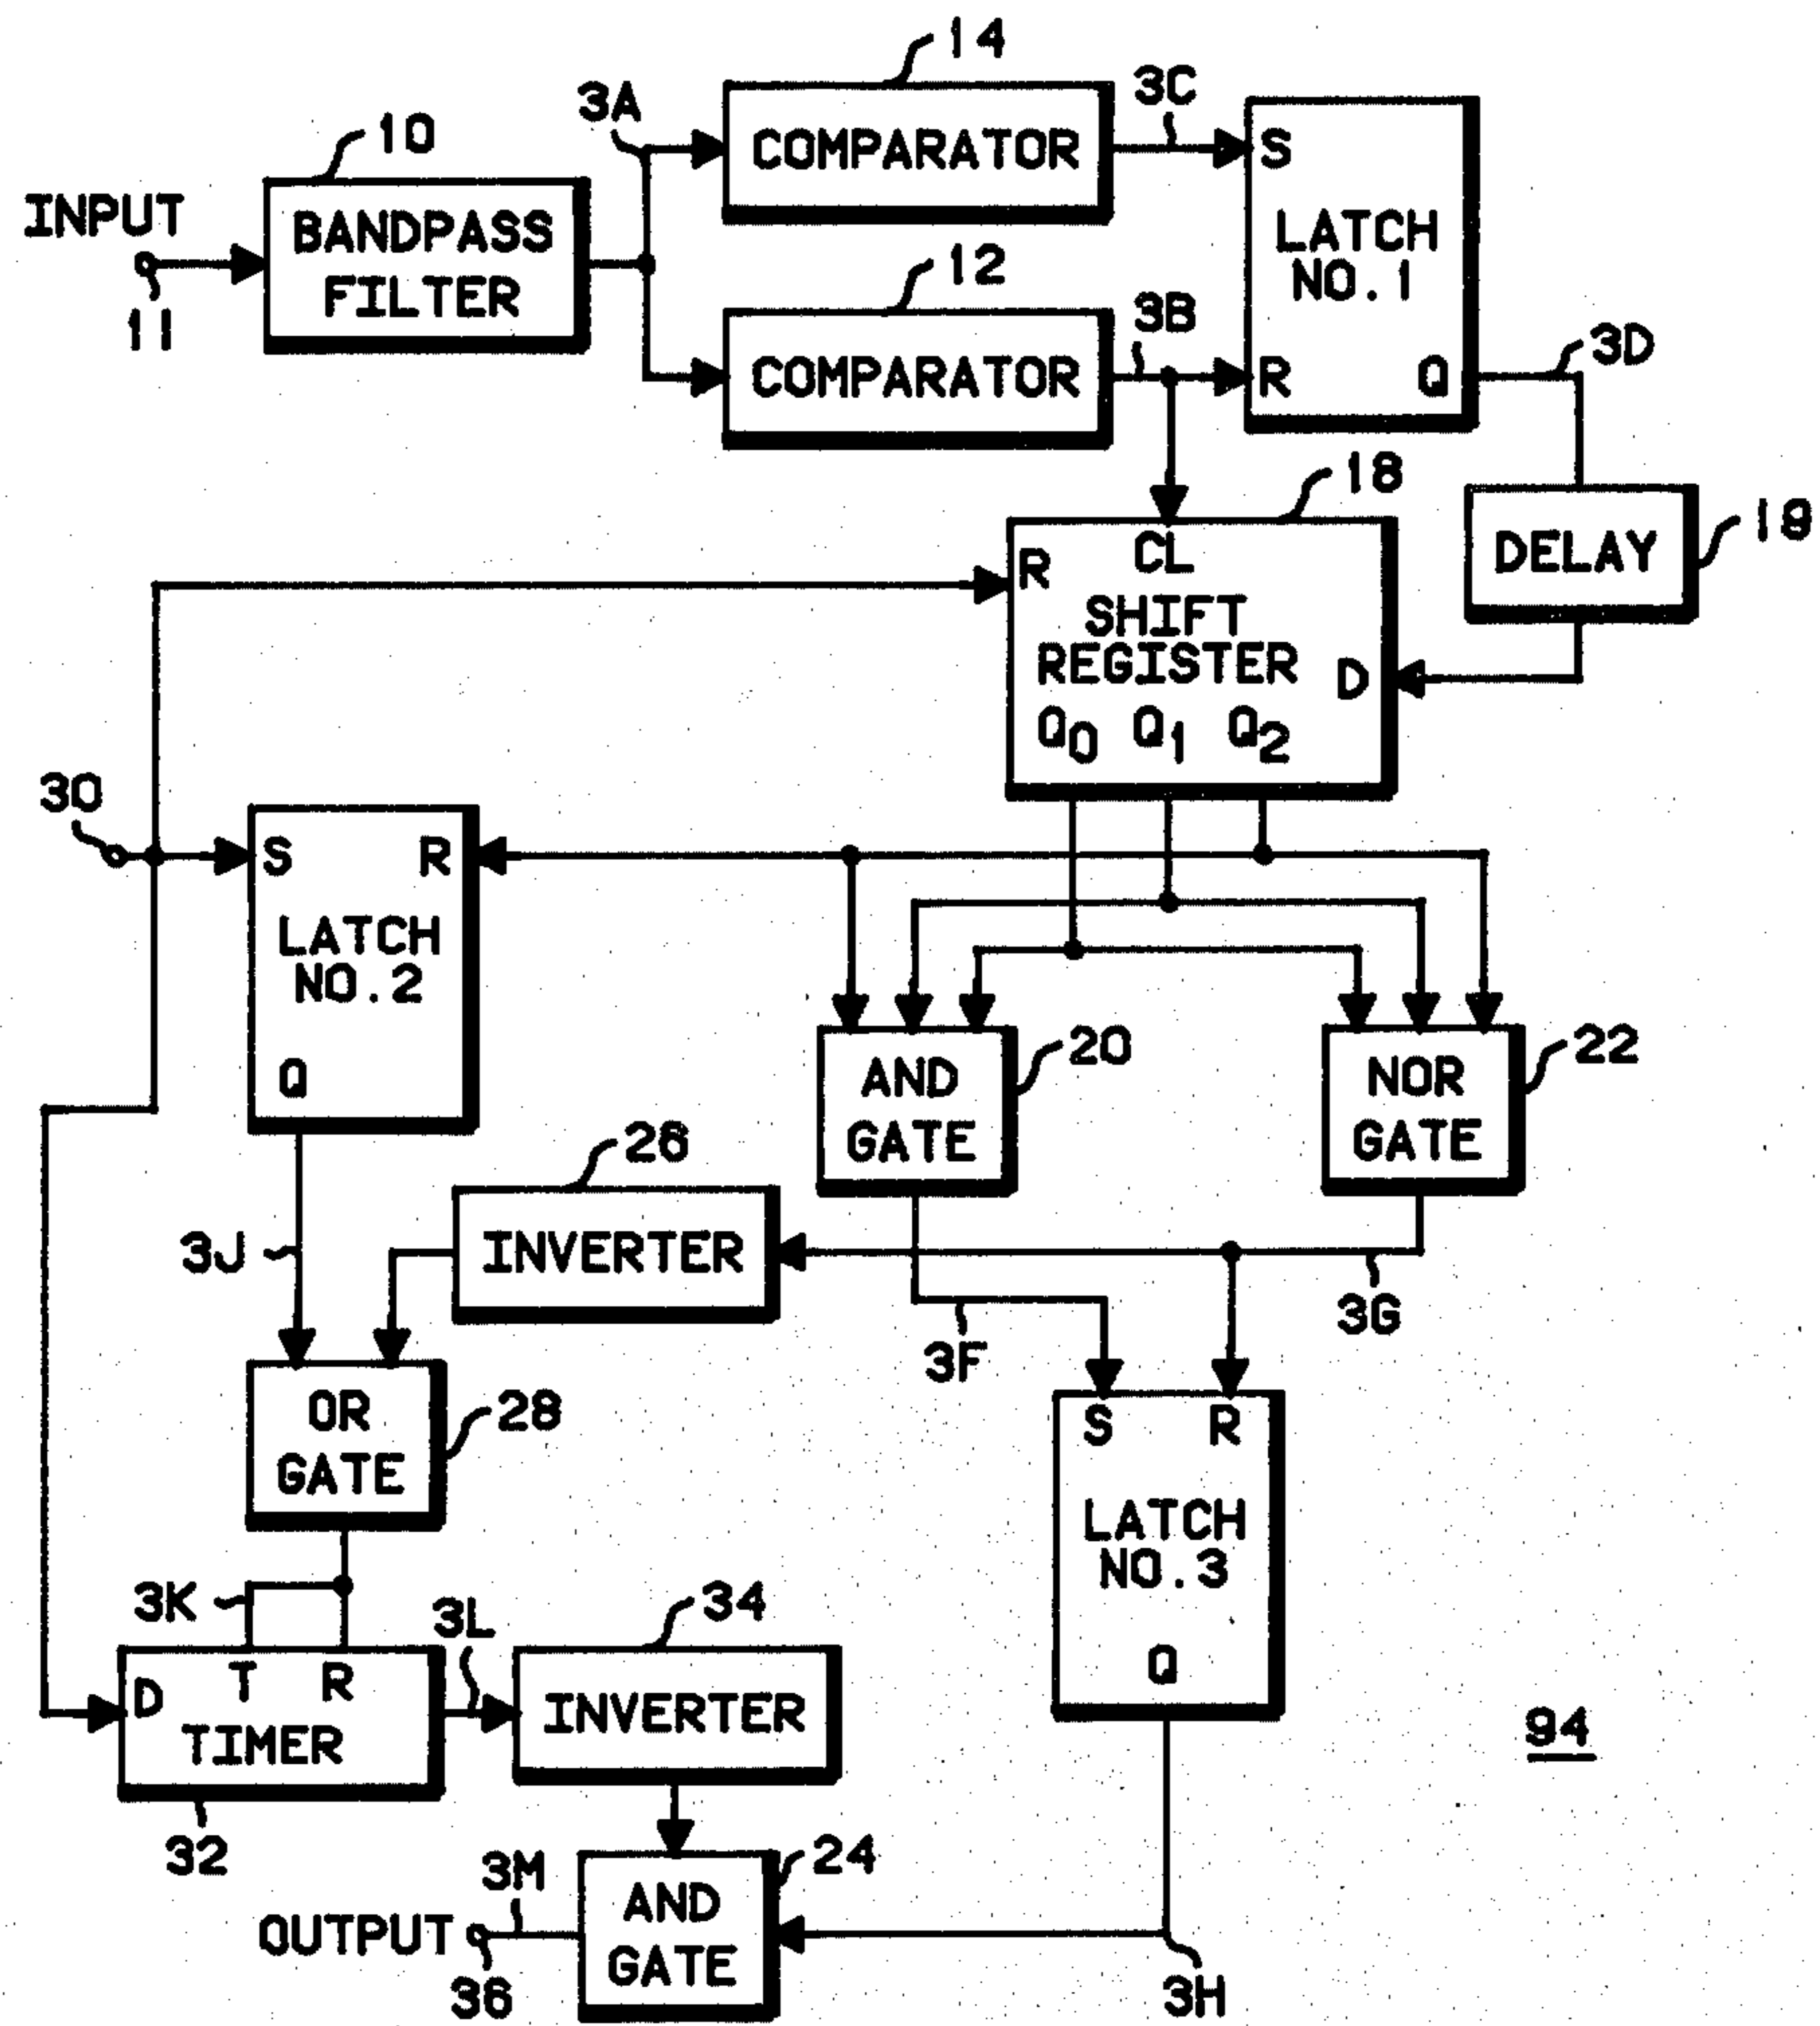 14
3A
3C
10
COMPARATOR
S
INPUT
BANDPASS
FILTER
LATCH
NO.1
12
11
3B
3D
COMPARATOR
R
Q
18
19
R
CL
DELAY
SHIFT
REGISTER
D
Q0 Q1 Q2
30
S
R
LATCH
NO.2
20
22
Q
AND
GATE
NOR
GATE
26
3J
INVERTER
3G
3F
OR
GATE
28
S
R
LATCH
NO.3
3K
3L
34
T
R
Q
D
TIMER
INVERTER
94
32
3M
24
AND
GATE
OUTPUT
36
3H